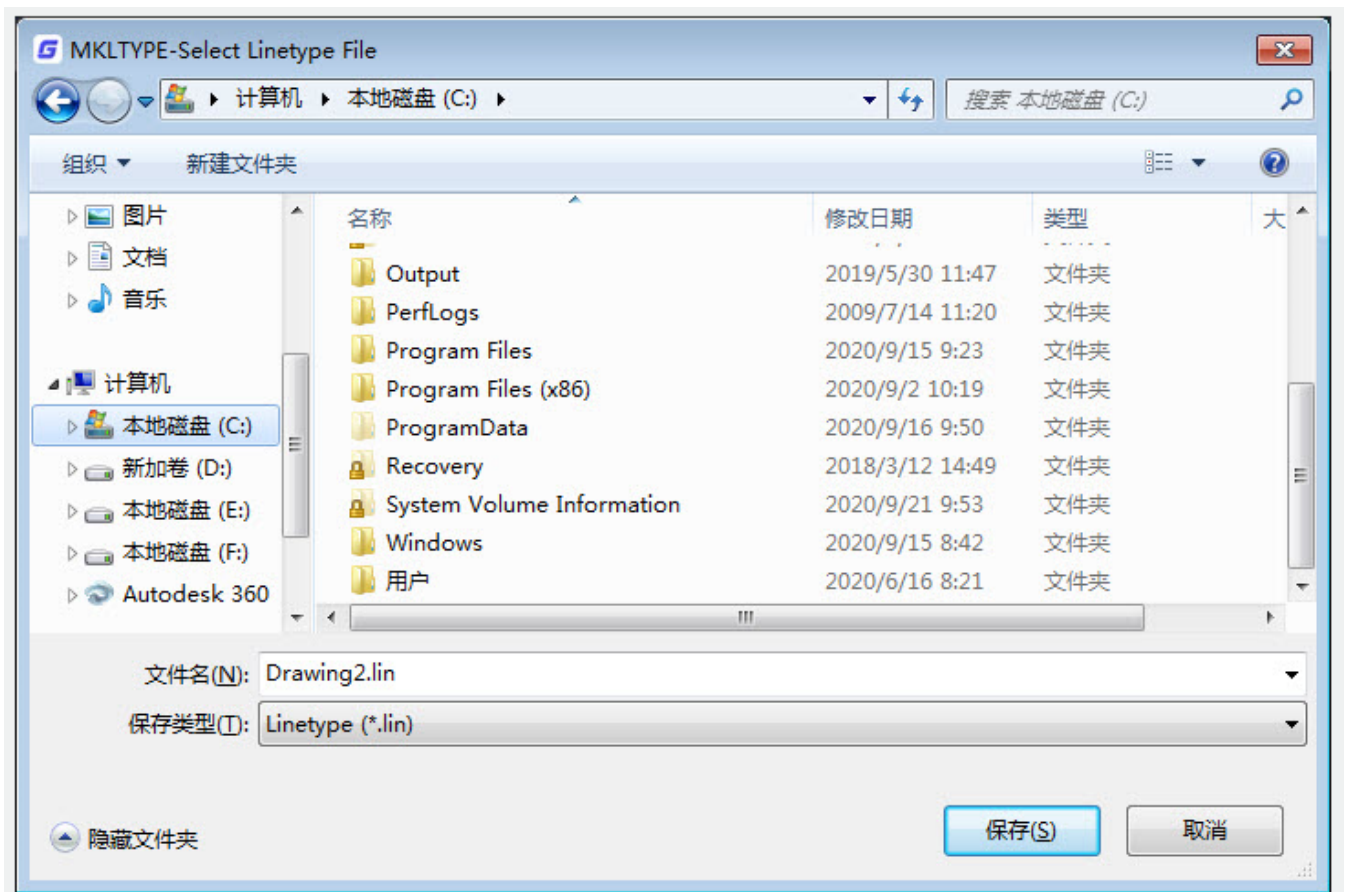 MKLTYPE-Select Linetype File
计算机 本地磁盘 (C:)
搜索 本地磁盘 (C:)
组织 新建文件夹
名称 修改日期 类型 大
图片
文档
音乐
计算机
本地磁盘 (C:)
新加卷 (D:)
本地磁盘 (E:)
本地磁盘 (F:)
Autodesk 360
Output 2019/5/30 11:47 文件夹
PerfLogs 2009/7/14 11:20 文件夹
Program Files 2020/9/15 9:23 文件夹
Program Files (x86) 2020/9/2 10:19 文件夹
ProgramData 2020/9/16 9:50 文件夹
Recovery 2018/3/12 14:49 文件夹
System Volume Information 2020/9/21 9:53 文件夹
Windows 2020/9/15 8:42 文件夹
用户 2020/6/16 8:21 文件夹
文件名(N): Drawing2.lin
保存类型(T): Linetype (*.lin)
隐藏文件夹 保存(S) 取消